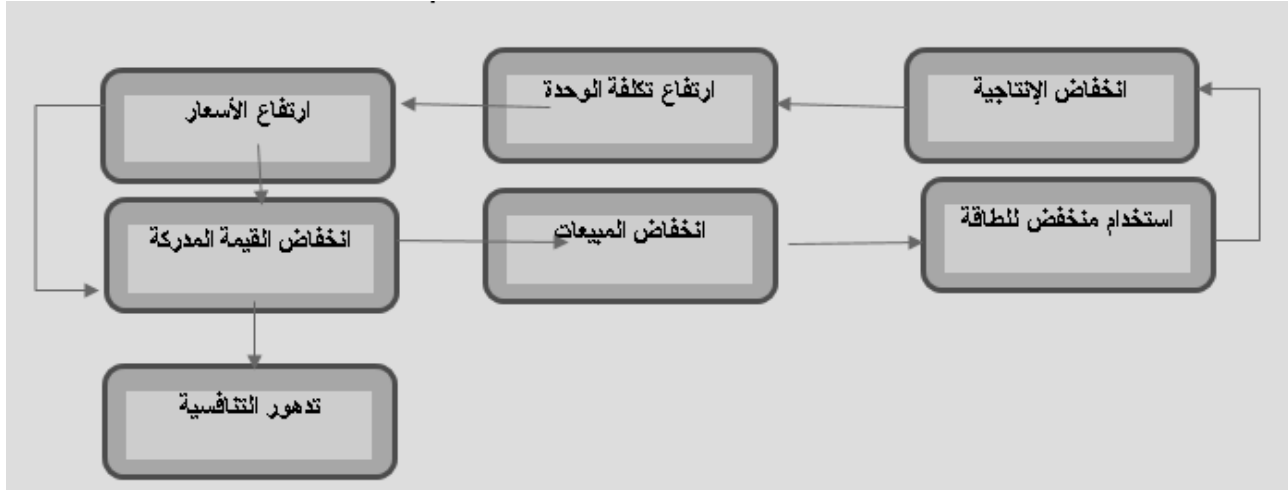 انخفاض الإنتاجية
ارتفاع تكلفة الوحدة
ارتفاع الأسعار
استخدام منخفض للطاقة
انخفاض المبيعات
انخفاض القيمة المدركة
تدهور التنافسية